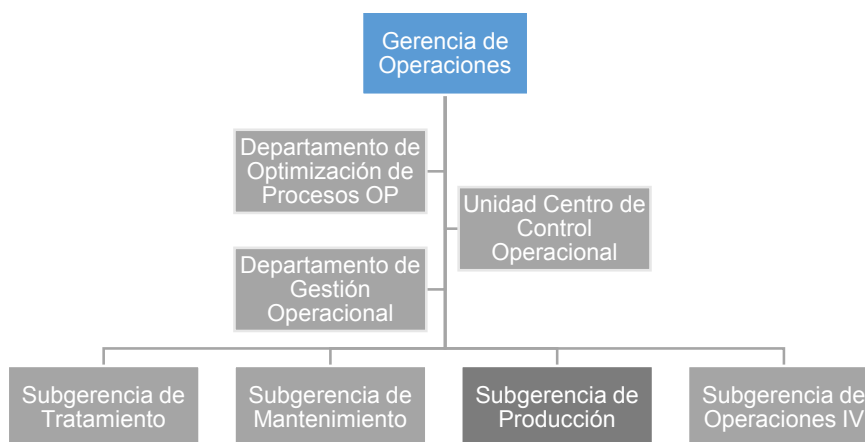 Gerencia de
Operaciones
Departamento de
Optimización de
Procesos OP
Unidad Centro de
Control
Operacional
Departamento de
Gestión
Operacional
Subgerencia de
Tratamiento
Subgerencia de
Mantenimiento
Subgerencia de
Producción
Subgerencia de
Operaciones IV